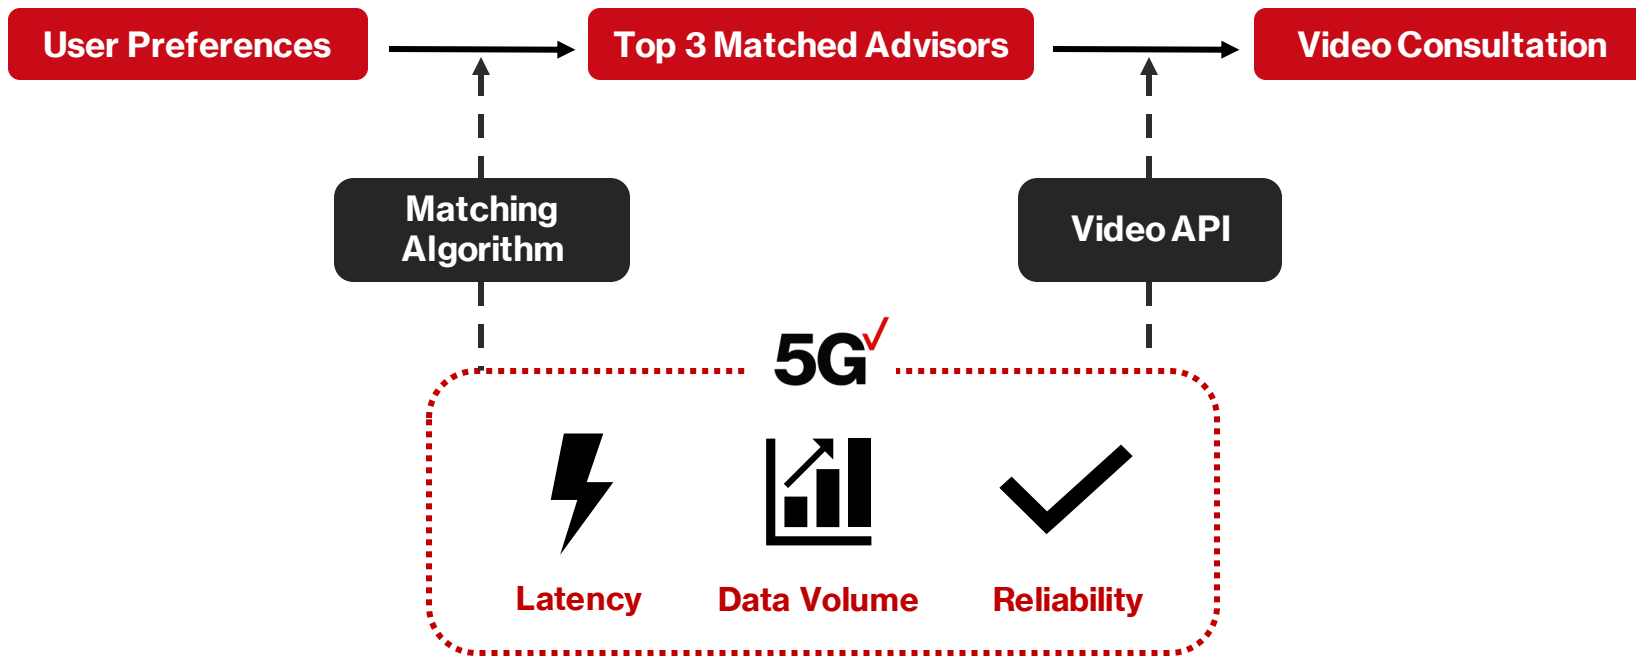 User Preferences
Top 3 Matched Advisors
Video Consultation
Matching
Algorithm
Video API
5G
Latency
Data Volume
Reliability